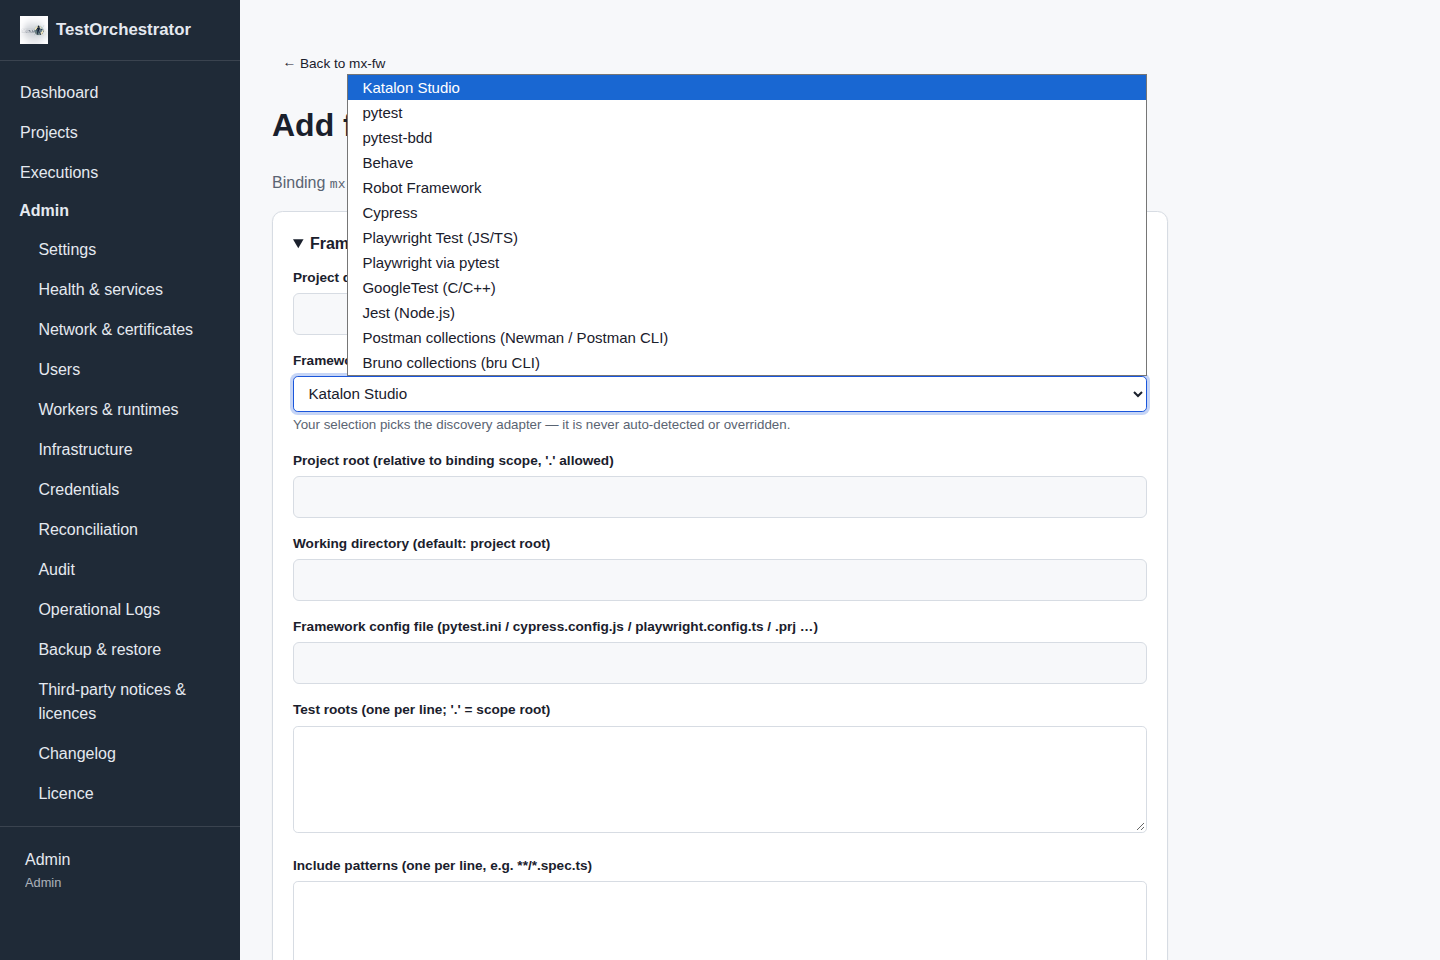 TestOrchestrator
Dashboard
Projects
Executions
Admin
Settings
Health & services
Network & certificates
Users
Workers & runtimes
Infrastructure
Credentials
Reconciliation
Audit
Operational Logs
Backup & restore
Third-party notices &
licences
Changelog
Licence
Admin
Admin
← Back to mx-fw
Add
Binding mx
Katalon Studio
pytest
pytest-bdd
Behave
Robot Framework
Cypress
Playwright Test (JS/TS)
Playwright via pytest
GoogleTest (C/C++)
Jest (Node.js)
Postman collections (Newman / Postman CLI)
Bruno collections (bru CLI)
▼ Fram
Project
Framewo
Katalon Studio
Your selection picks the discovery adapter — it is never auto-detected or overridden.
Project root (relative to binding scope, '.' allowed)
Working directory (default: project root)
Framework config file (pytest.ini / cypress.config.js / playwright.config.ts / .prj …)
Test roots (one per line; '.' = scope root)
Include patterns (one per line, e.g. **/*.spec.ts)